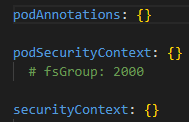 podAnnotations: {}
podSecurityContext: {}
# fsGroup: 2000
securityContext: {}